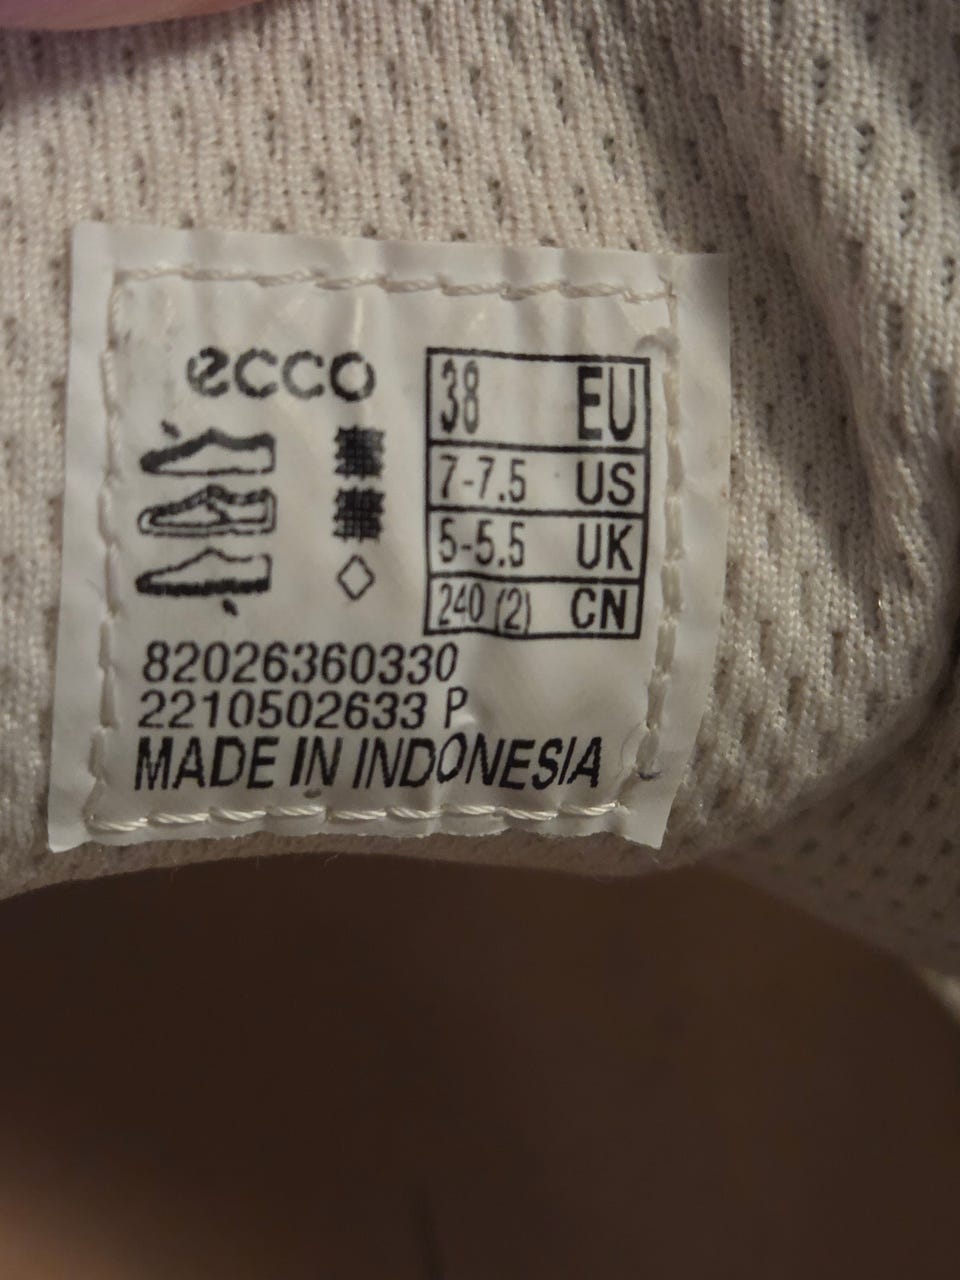 ecco
38 EU
7-7.5 US
5-5.5 UK
240 (2) CN
82026360330
2210502633 P
MADE IN INDONESIA